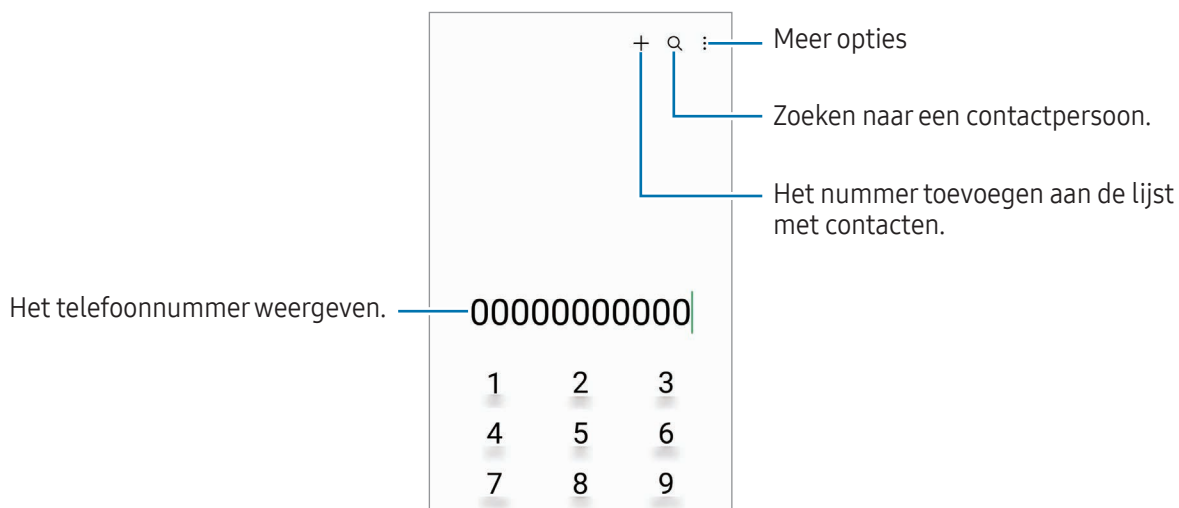 Meer opties
Zoeken naar een contactpersoon.
Het nummer toevoegen aan de lijst
met contacten.
Het telefoonnummer weergeven.
00000000000
1 2 3
4 5 6
7 8 9